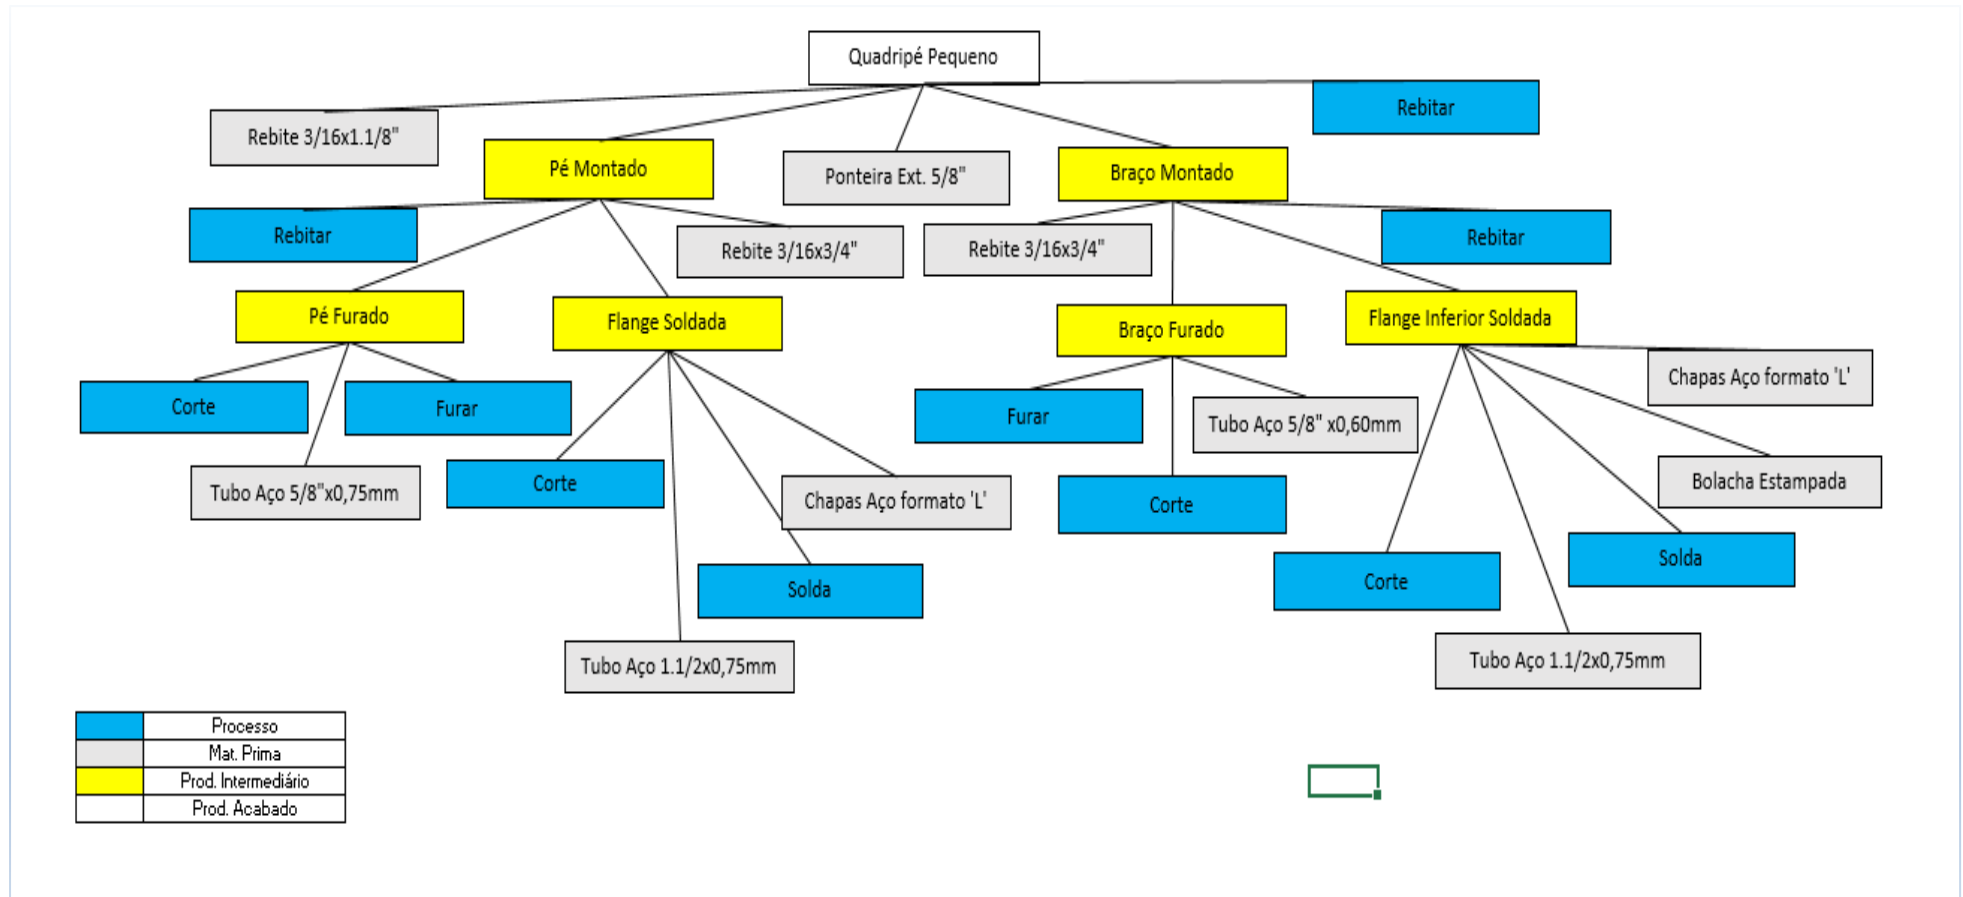 Quadripé Pequeno
Rebitar
Rebite 3/16x1.1/8"
Pé Montado
Ponteira Ext. 5/8"
Braço Montado
Rebitar
Rebite 3/16x3/4"
Rebite 3/16x3/4"
Rebitar
Pé Furado
Flange Soldada
Braço Furado
Flange Inferior Soldada
Chapas Aço formato 'L'
Corte
Furar
Furar
Tubo Aço 5/8" x0,60mm
Tubo Aço 5/8"x0,75mm
Corte
Chapas Aço formato 'L'
Corte
Bolacha Estampada
Solda
Corte
Solda
Tubo Aço 1.1/2x0,75mm
Tubo Aço 1.1/2x0,75mm
Processo
Mat. Prima
Prod. Intermediário
Prod. Acabado